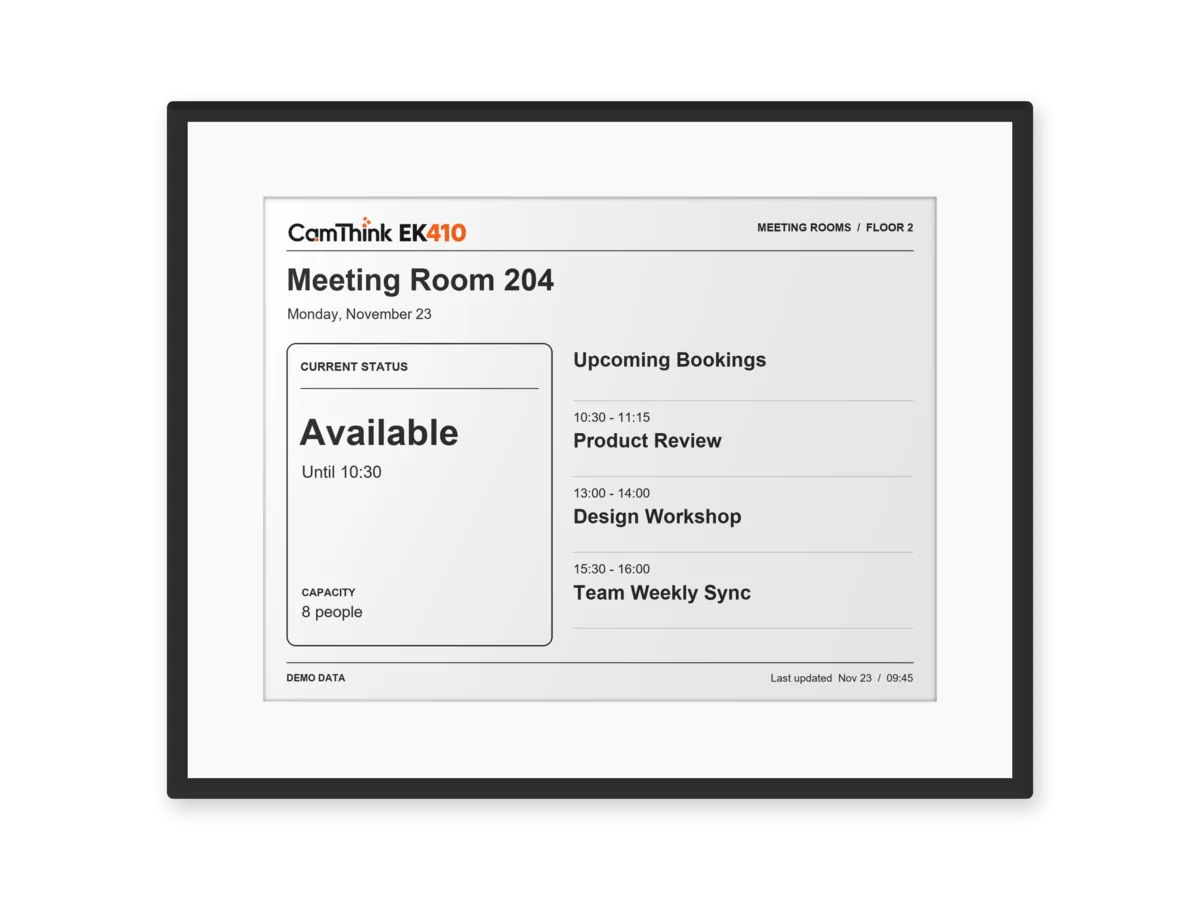 CamThink EK410
MEETING ROOMS / FLOOR 2
Meeting Room 204
Monday, November 23
CURRENT STATUS
Available
Until 10:30
CAPACITY
8 people
Upcoming Bookings
10:30 - 11:15
Product Review
13:00 - 14:00
Design Workshop
15:30 - 16:00
Team Weekly Sync
DEMO DATA
Last updated Nov 23 / 09:45